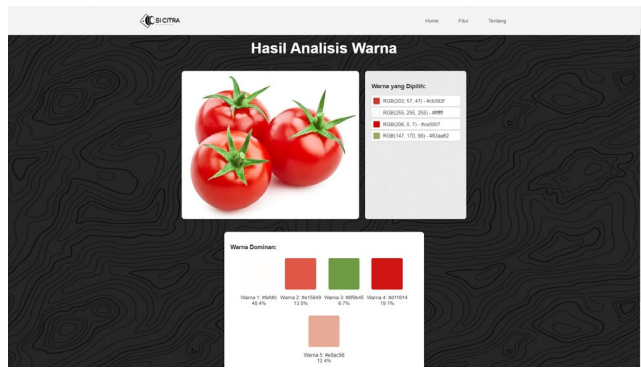 SI CITRA
Home Fitur Tentang
Hasil Analisis Warna
Warna yang Dipilih:
RGB(203, 57, 47) - #cb392f
RGB(255, 255, 255) - #ffffff
RGB(206, 0, 7) - #ce0007
RGB(147, 170, 98) - #93aa62
Warna Dominan:
Warna 1: #fefdfc Warna 2: #e15849 Warna 3: #6f9b45 Warna 4: #d11614
48.4% 13.5% 6.7% 19.1%
Warna 5: #e9ac98
12.4%